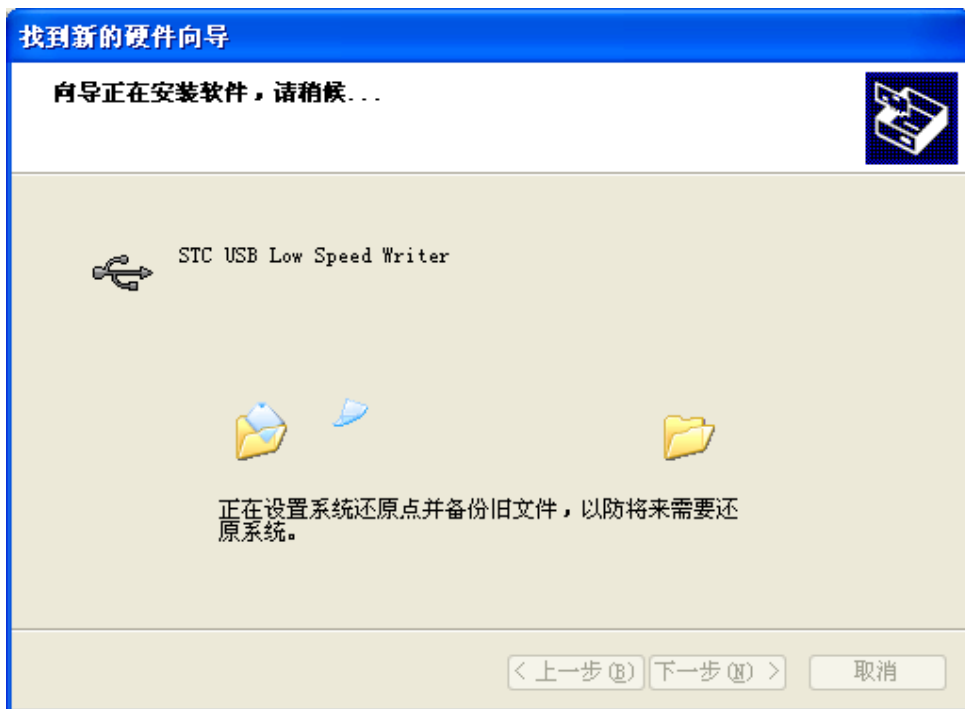 找到新的硬件向导
向导正在安装软件，请稍候...
STC USB Low Speed Writer
正在设置系统还原点并备份旧文件，以防将来需要还
原系统。
< 上一步(B)
下一步(N) >
取消